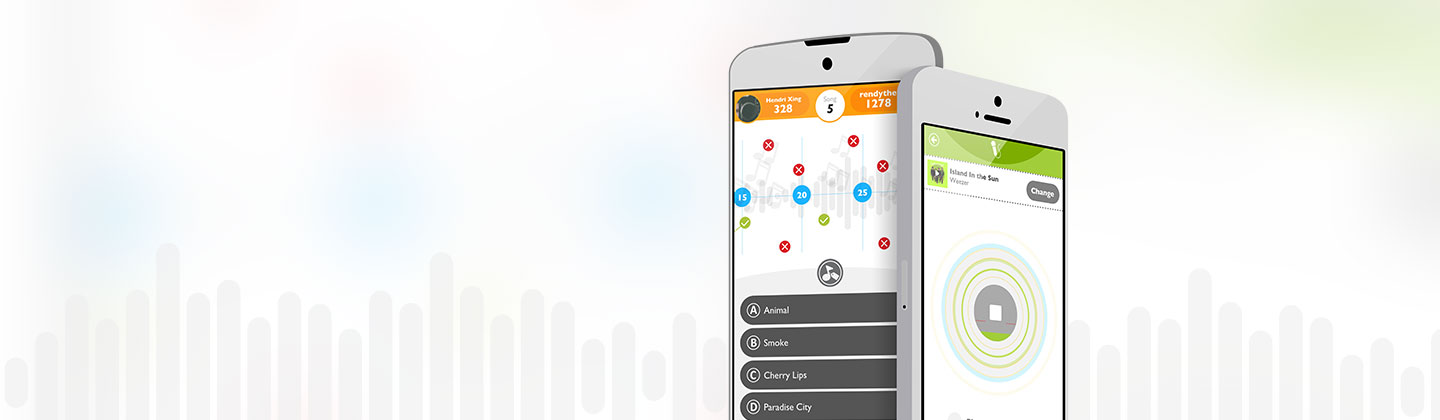 Hendri Xing
328
Song
5
rendythe
1278
15
20
25
A Animal
B Smoke
C Cherry Lips
D Paradise City
Island In the Sun
Weezer
Change